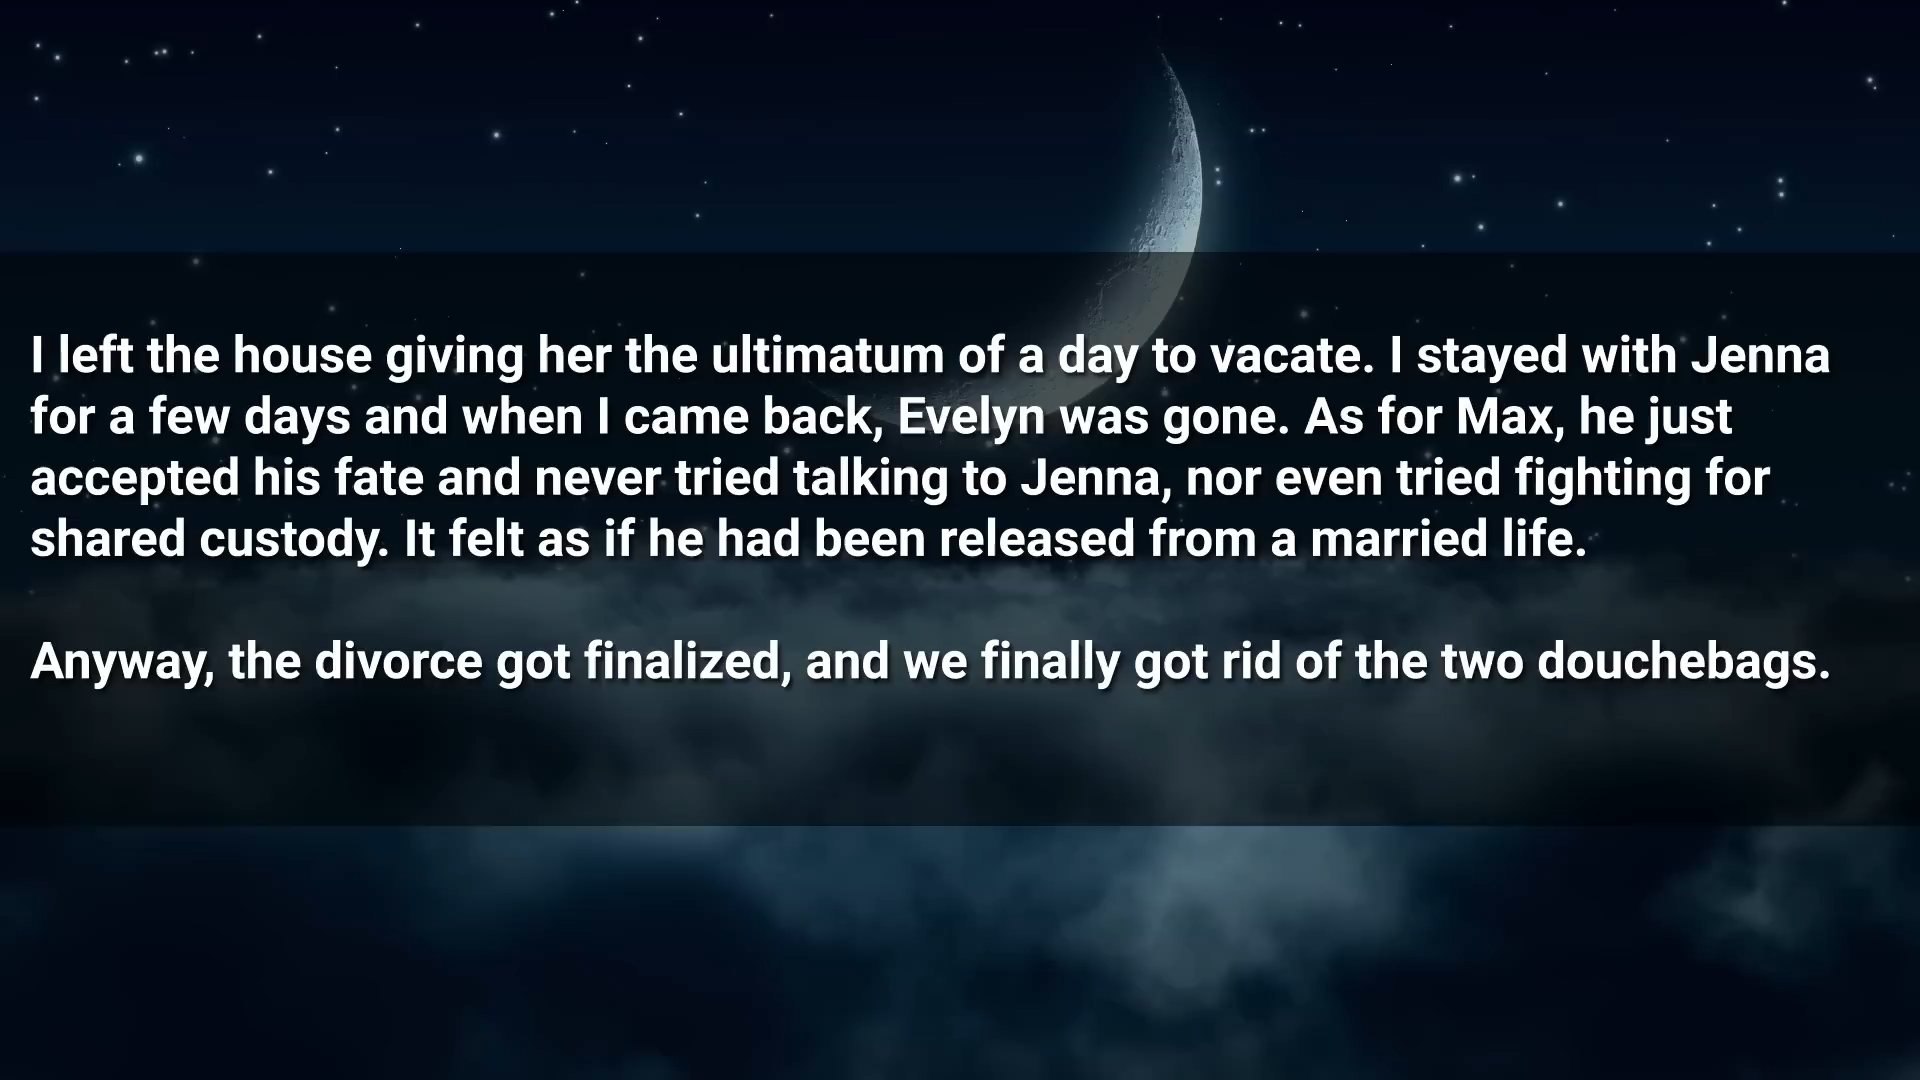 I left the house giving her the ultimatum of a day to vacate. I stayed with Jenna
for a few days and when I came back, Evelyn was gone. As for Max, he just
accepted his fate and never tried talking to Jenna, nor even tried fighting for
shared custody. It felt as if he had been released from a married life.
Anyway, the divorce got finalized, and we finally got rid of the two douchebags.